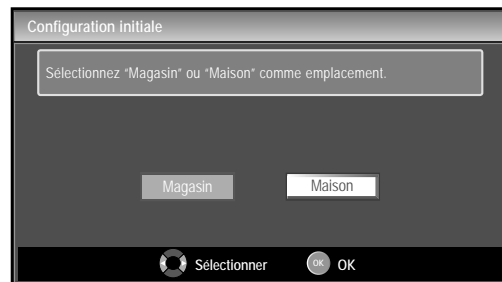 Configuration initiale
Sélectionnez "Magasin" ou "Maison" comme emplacement.
Magasin Maison
Sélectionner OK OK